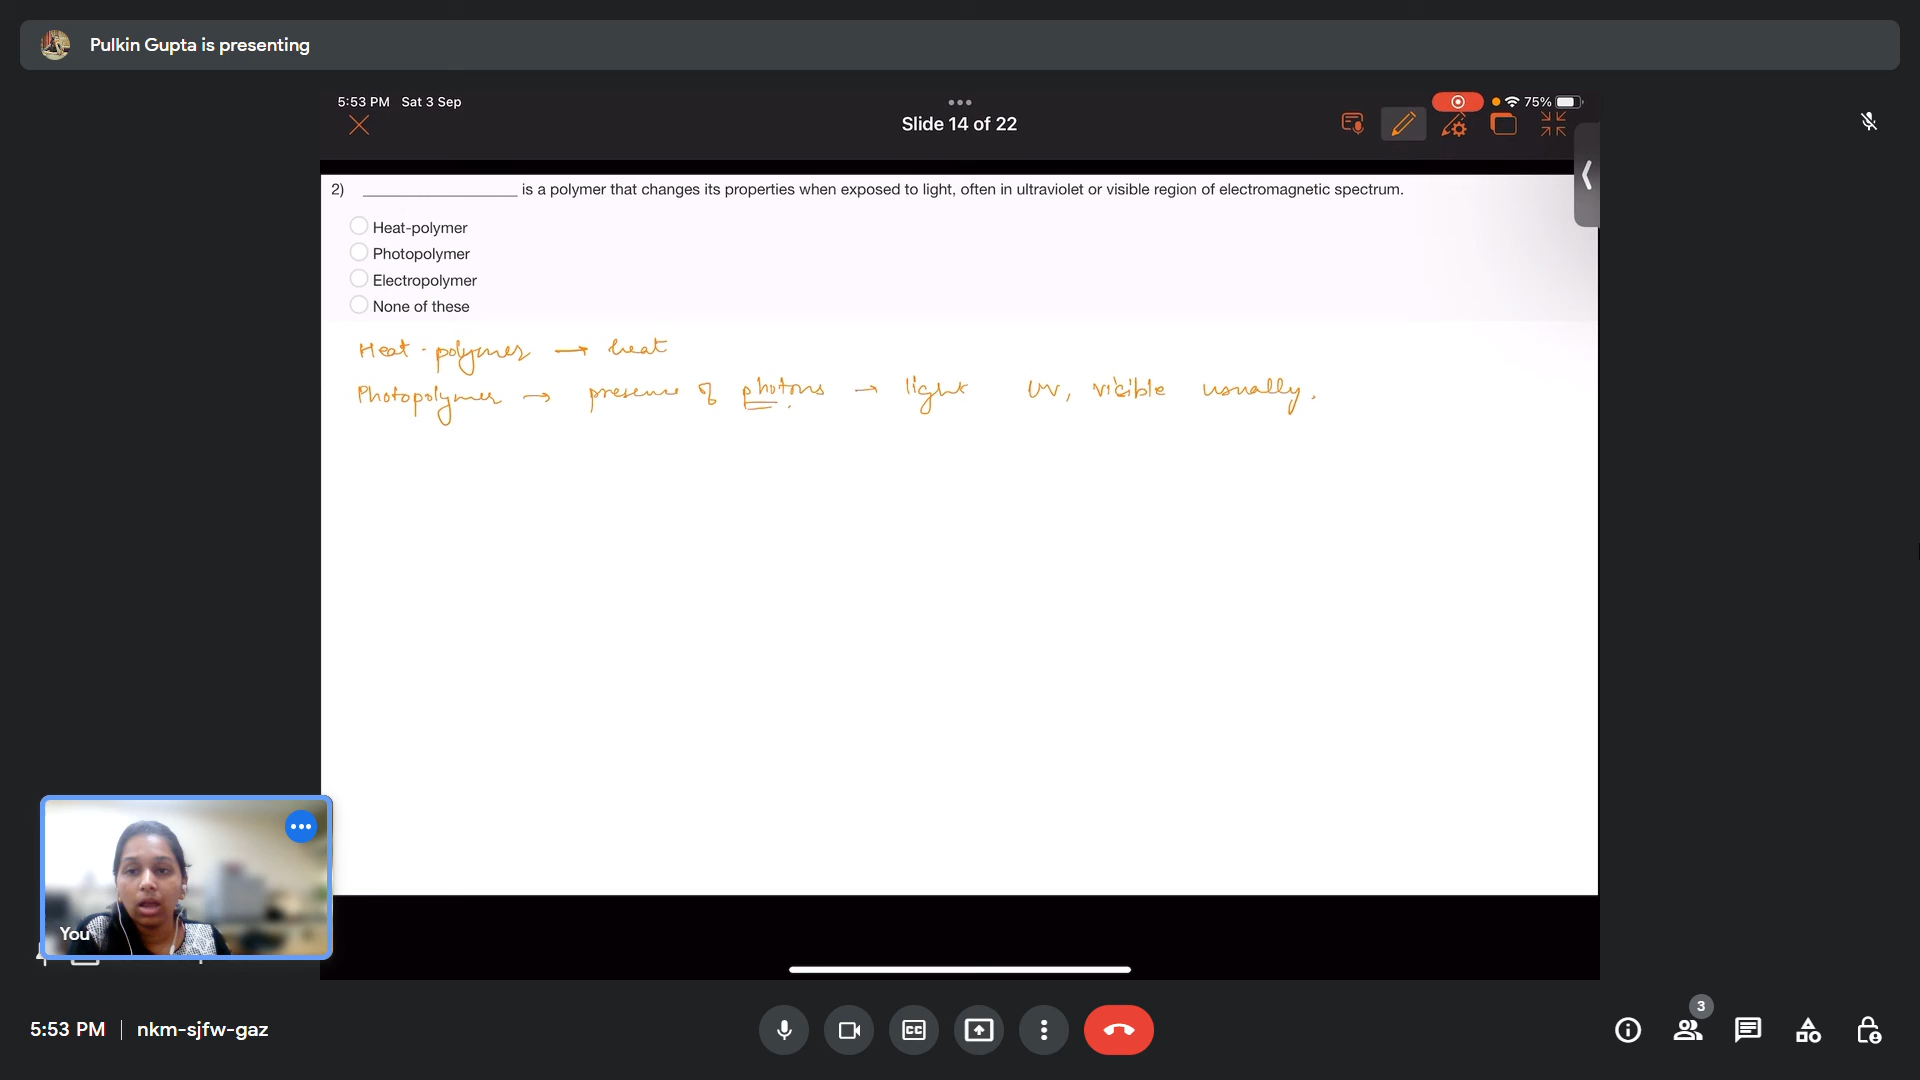 Pulkin Gupta is presenting
5:53 PM Sat 3 Sep
75%
Slide 14 of 22
2) ____________________ is a polymer that changes its properties when exposed to light, often in ultraviolet or visible region of electromagnetic spectrum.
Heat-polymer
Photopolymer
Electropolymer
None of these
Heat-polymer → heat
Photopolymer → presence of photons → light UV, visible usually.
You
3
5:53 PM | nkm-sjfw-gaz
CC